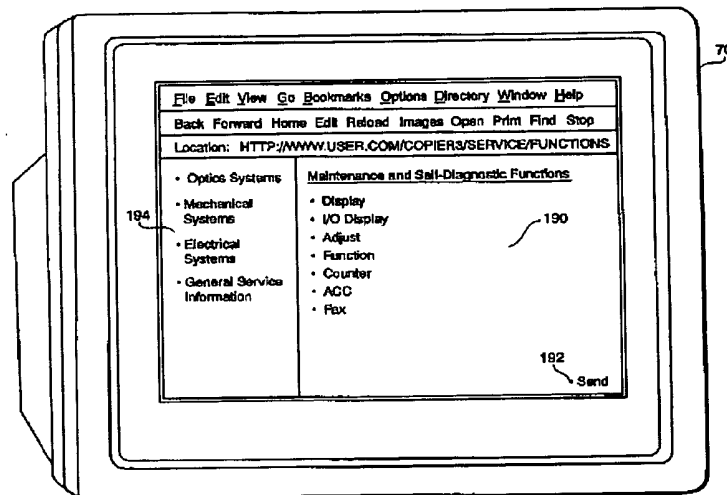 File Edit View Go Bookmarks Options Directory Window Help
Back Forward Home Edit Reload Images Open Print Find Stop
Location: HTTP://WWW.USER.COM/COPIER3/SERVICE/FUNCTIONS
• Optics Systems
• Mechanical
Systems
• Electrical
Systems
• General Service
Information
194
Maintenance and Self-Diagnostic Functions
• Display
• I/O Display
• Adjust
• Function
• Counter
• ACC
• Fax
190
192
• Send